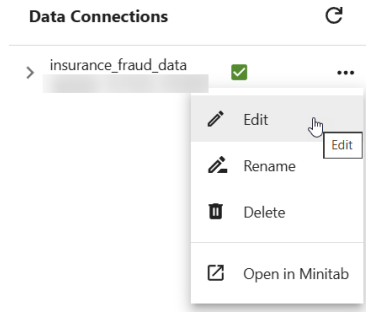 Data Connections
insurance_fraud_data
Edit
Edit
Rename
Delete
Open in Minitab